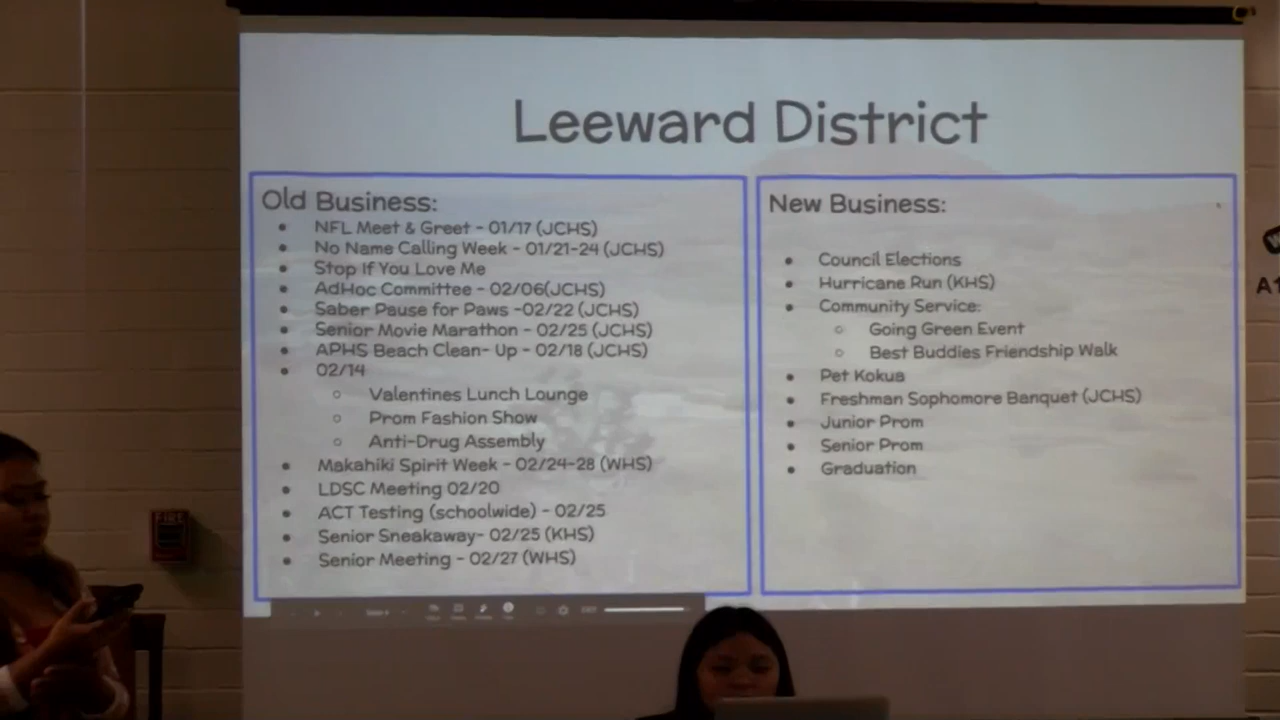 Leeward District
Old Business:
NFL Meet & Greet - 01/17 (JCHS)
No Name Calling Week - 01/21-24 (JCHS)
Stop If You Love Me
AdHoc Committee - 02/06(JCHS)
Saber Pause for Paws -02/22 (JCHS)
Senior Movie Marathon - 02/25 (JCHS)
APHS Beach Clean- Up - 02/18 (JCHS)
02/14
Valentines Lunch Lounge
Prom Fashion Show
Anti-Drug Assembly
Makahiki Spirit Week - 02/24-28 (WHS)
LDSC Meeting 02/20
ACT Testing (schoolwide) - 02/25
Senior Sneakaway- 02/25 (KHS)
Senior Meeting - 02/27 (WHS)
New Business:
Council Elections
Hurricane Run (KHS)
Community Service:
Going Green Event
Best Buddies Friendship Walk
Pet Kokua
Freshman Sophomore Banquet (JCHS)
Junior Prom
Senior Prom
Graduation
FIRE